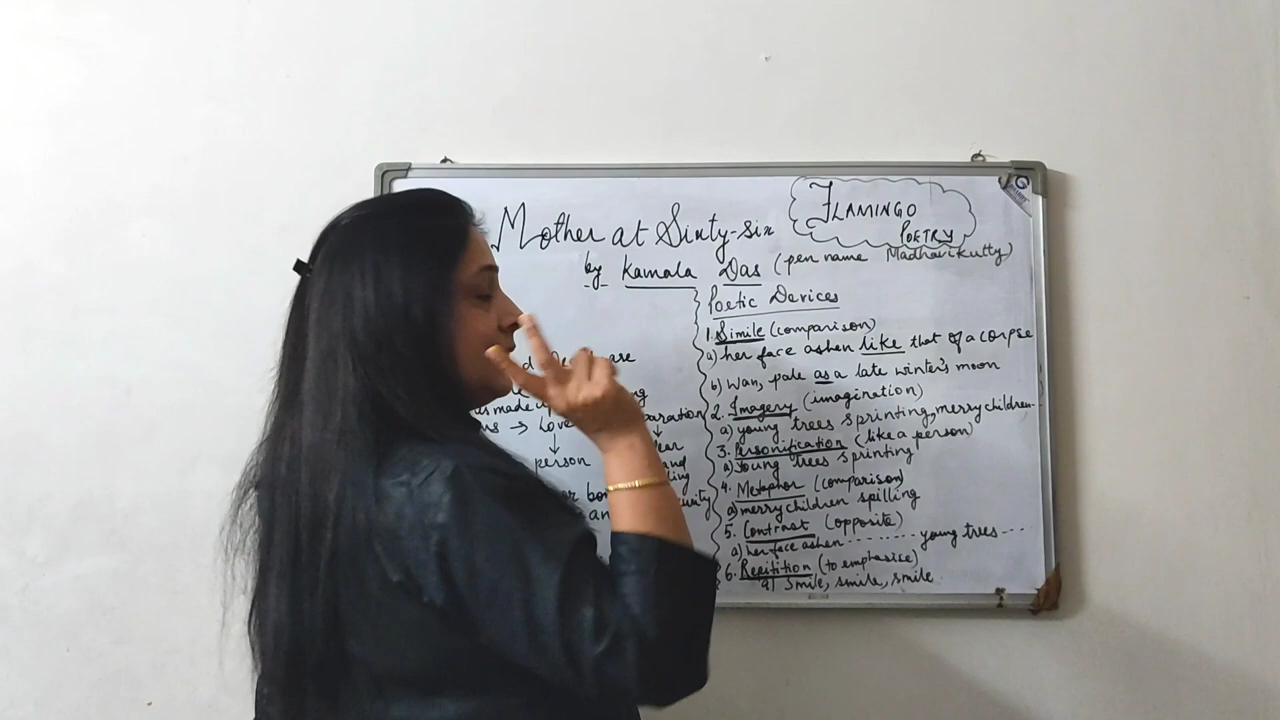 FLAMINGO
POETRY
Mother at Sixty-six
by Kamala Das (pen name Madhavikutty)
are
made
→ Love
↓
person
and
Poetic Devices
1. Simile (comparison)
a) her face ashen like that of a corpse
b) Wan, pale as a late winter's moon
2. Imagery (imagination)
a) young trees sprinting, merry children-
3. Personification (like a person)
a) Young trees sprinting
4. Metaphor (comparison)
a) merry children spilling
5. Contrast (opposite)
a) her face ashen -------- young trees ----
6. Repitition (to emphasise)
a) Smile, smile, smile